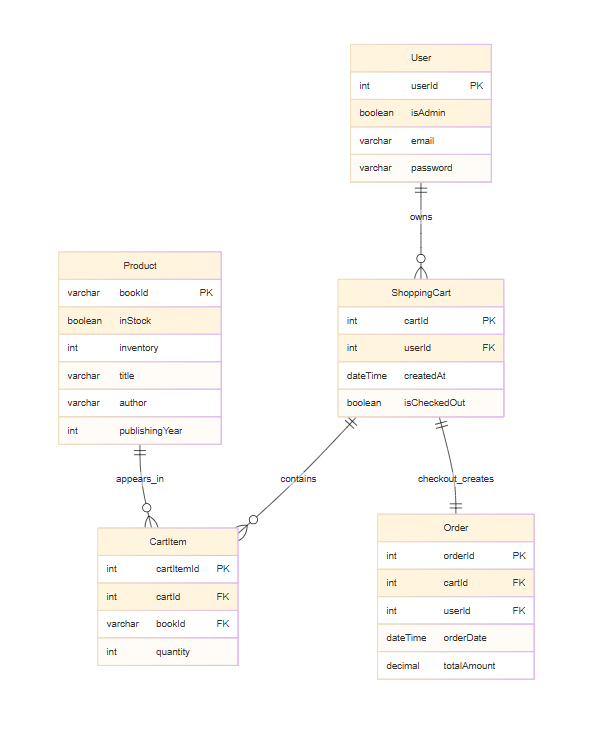 User
int userId PK
boolean isAdmin
varchar email
varchar password
owns
Product
varchar bookId PK
boolean inStock
int inventory
varchar title
varchar author
int publishingYear
ShoppingCart
int cartId PK
int userId FK
dateTime createdAt
boolean isCheckedOut
appears_in
contains
checkout_creates
CartItem
int cartItemId PK
int cartId FK
varchar bookId FK
int quantity
Order
int orderId PK
int cartId FK
int userId FK
dateTime orderDate
decimal totalAmount